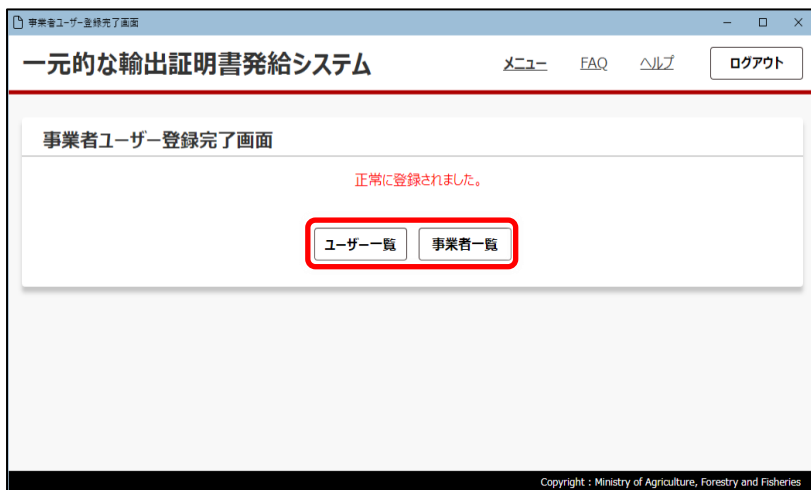 事業者ユーザー登録完了画面
一元的な輸出証明書発給システム
メニュー FAQ ヘルプ ログアウト
事業者ユーザー登録完了画面
正常に登録されました。
ユーザー一覧 事業者一覧
Copyright : Ministry of Agriculture, Forestry and Fisheries